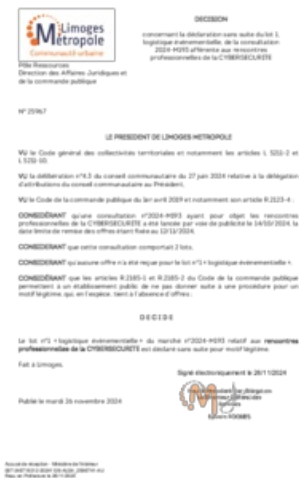 Limoges
Métropole
Communauté urbaine
Pôle Ressources
Direction des Affaires Juridiques et
de la commande publique
DECISION
concernant la déclaration sans suite du lot 1,
logistique événementielle, de la consultation
2024-M093 afférente aux rencontres
professionnelles de la CYBERSECURITE
N° 25967
LE PRESIDENT DE LIMOGES METROPOLE
VU le Code général des collectivités territoriales et notamment les articles L 5211-2 et
L 5211-10;
VU la délibération n°4.3 du conseil communautaire du 27 juin 2024 relative à la délégation
d'attributions du conseil communautaire au Président,
VU le Code de la commande publique du 1er avril 2019 et notamment son article R.2123-4 ;
CONSIDÉRANT qu'une consultation n°2024-M093 ayant pour objet les rencontres
professionnelles de la CYBERSECURITE a été lancée par voie de publicité le 14/10/2024, la
date limite de remise des offres étant fixée au 12/11/2024,
CONSIDERANT que cette consultation comportait 2 lots,
CONSIDÉRANT qu'aucune offre n'a été reçue pour le lot n°1 « logistique événementielle ».
CONSIDÉRANT que les articles R.2185-1 et R.2185-2 du Code de la commande publique
permettent à un établissement public de ne pas donner suite à une procédure pour un
motif légitime, qui, en l'espèce, tient à l'absence d'offres ;
DECIDE
Le lot n°1 « logistique événementielle » du marché n°2024-M093 relatif aux rencontres
professionnelles de la CYBERSECURITE est déclaré sans suite pour motif légitime.
Fait à Limoges,
Signé électroniquement le 26/11/2024
Publié le mardi 26 novembre 2024
Accusé de réception - Ministère de l'Intérieur